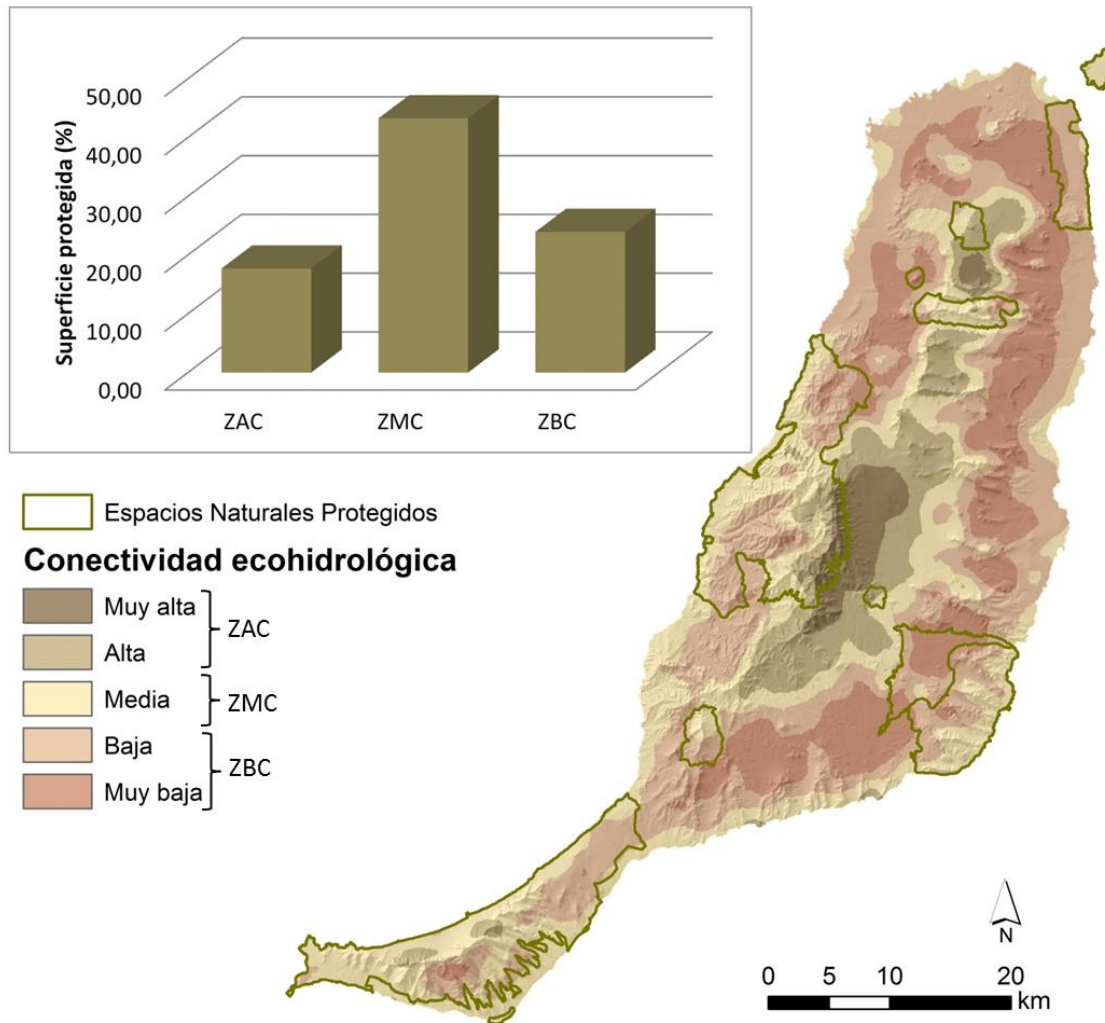 Superficie protegida (%)
50,00
40,00
30,00
20,00
10,00
0,00
ZAC
ZMC
ZBC
Espacios Naturales Protegidos
Conectividad ecohidrológica
Muy alta
Alta
ZAC
Media
ZMC
Baja
Muy baja
ZBC
N
0 5 10 20
km